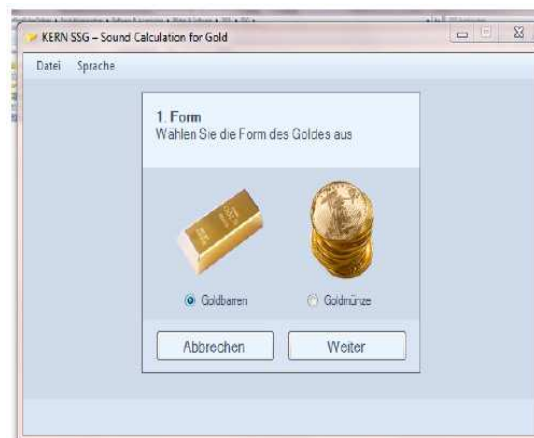 KERN SSG – Sound Calculation for Gold
Datei Sprache
1. Form
Wählen Sie die Form des Goldes aus
Goldbarren
Goldmünze
Abbrechen
Weiter